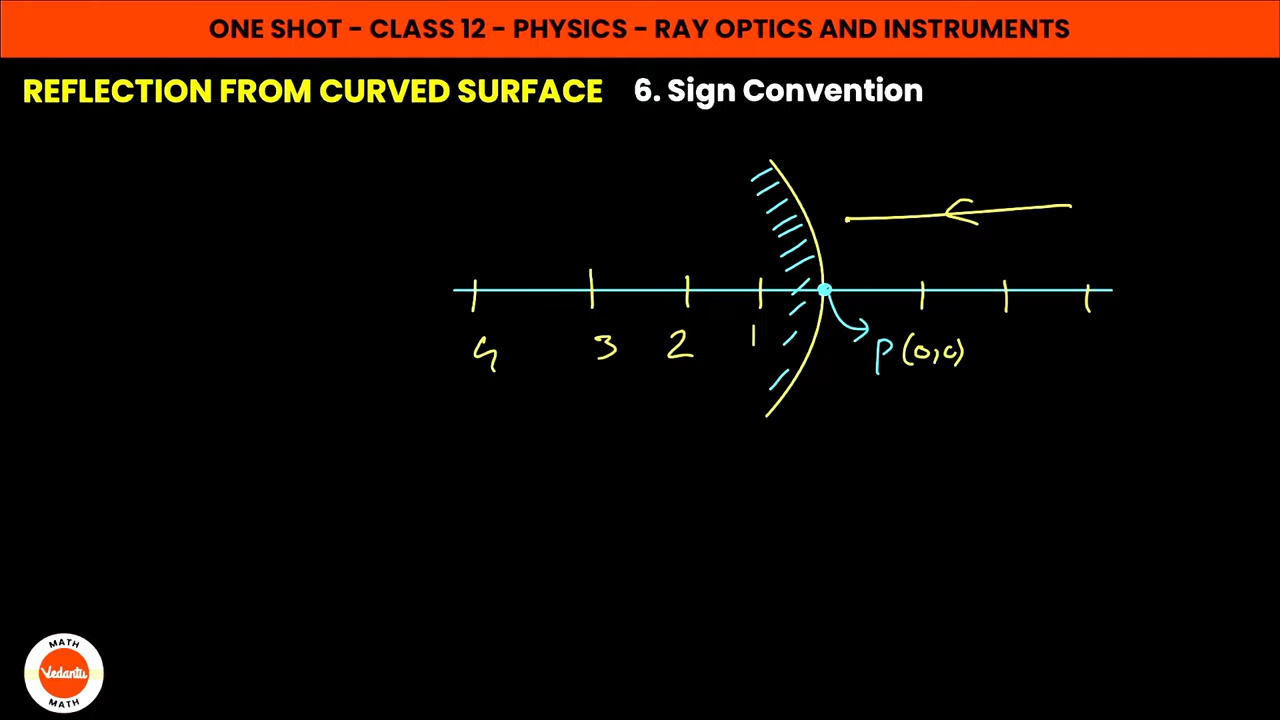 ONE SHOT - CLASS 12 - PHYSICS - RAY OPTICS AND INSTRUMENTS
REFLECTION FROM CURVED SURFACE 6. Sign Convention
4 3 2 1 P(0,0)
MATH
Vedantu
MATH